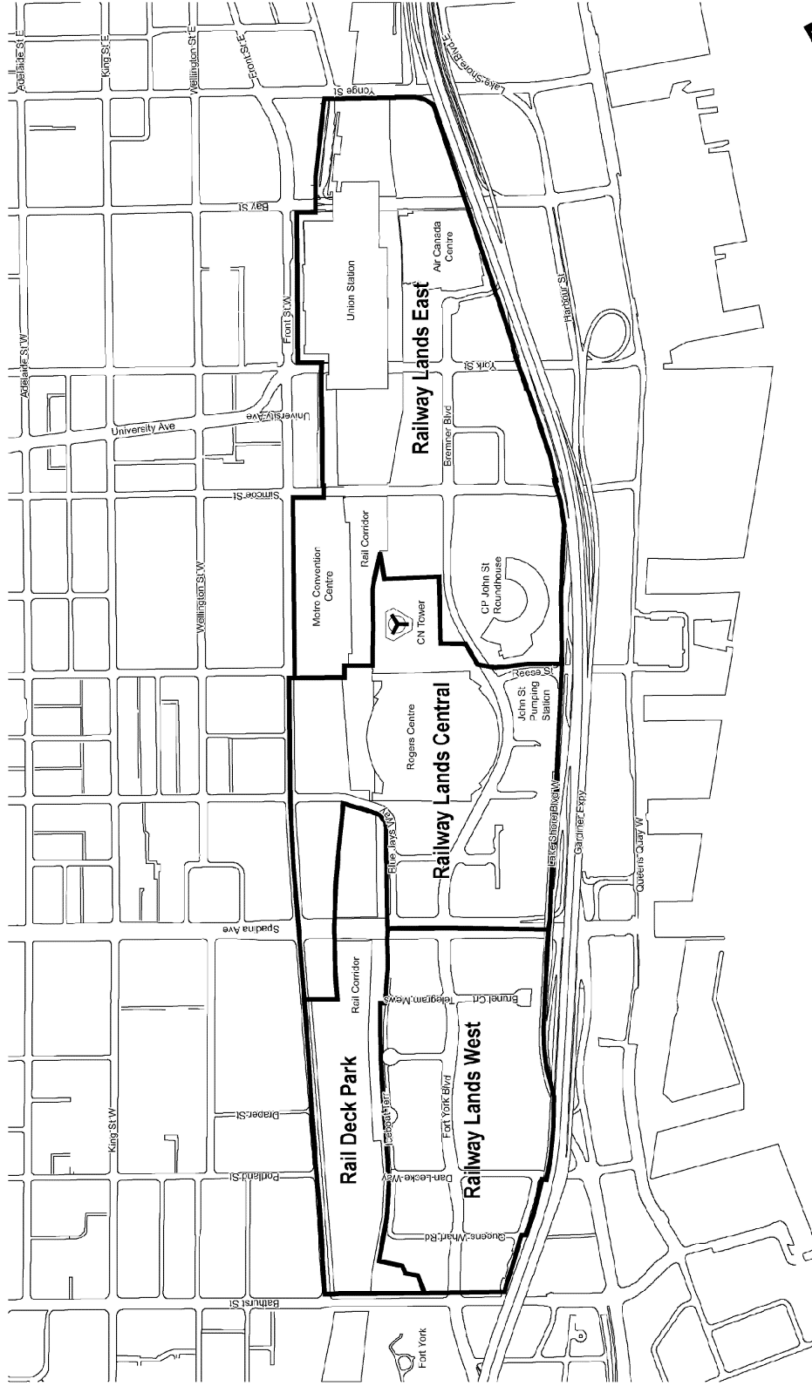 Adelaide St W
Adelaide St E
King St W
King St E
Wellington St W
Wellington St E
University Ave
University Ave
Front St W
Front St E
Bathurst St
Portland St
Draper St
Spadina Ave
Simcoe St
Bay St
Yonge St
Metro Convention
Centre
Union Station
Rail Corridor
Rail Corridor
Rail Deck Park
Fort York
Blue Jays Way
Rogers Centre
CN Tower
Air Canada
Centre
Railway Lands East
Railway Lands Central
Railway Lands West
Dan Lecke Way
Telegram Mews
Fort York Blvd
Bremner Blvd
York St
Queens Wharf Rd
Brunel Crt
John St
Pumping
Station
Reese St
CP John St
Roundhouse
Lake Shore Blvd W
Lake Shore Blvd E
Gardiner Expy
Harbour St
Queens Quay W